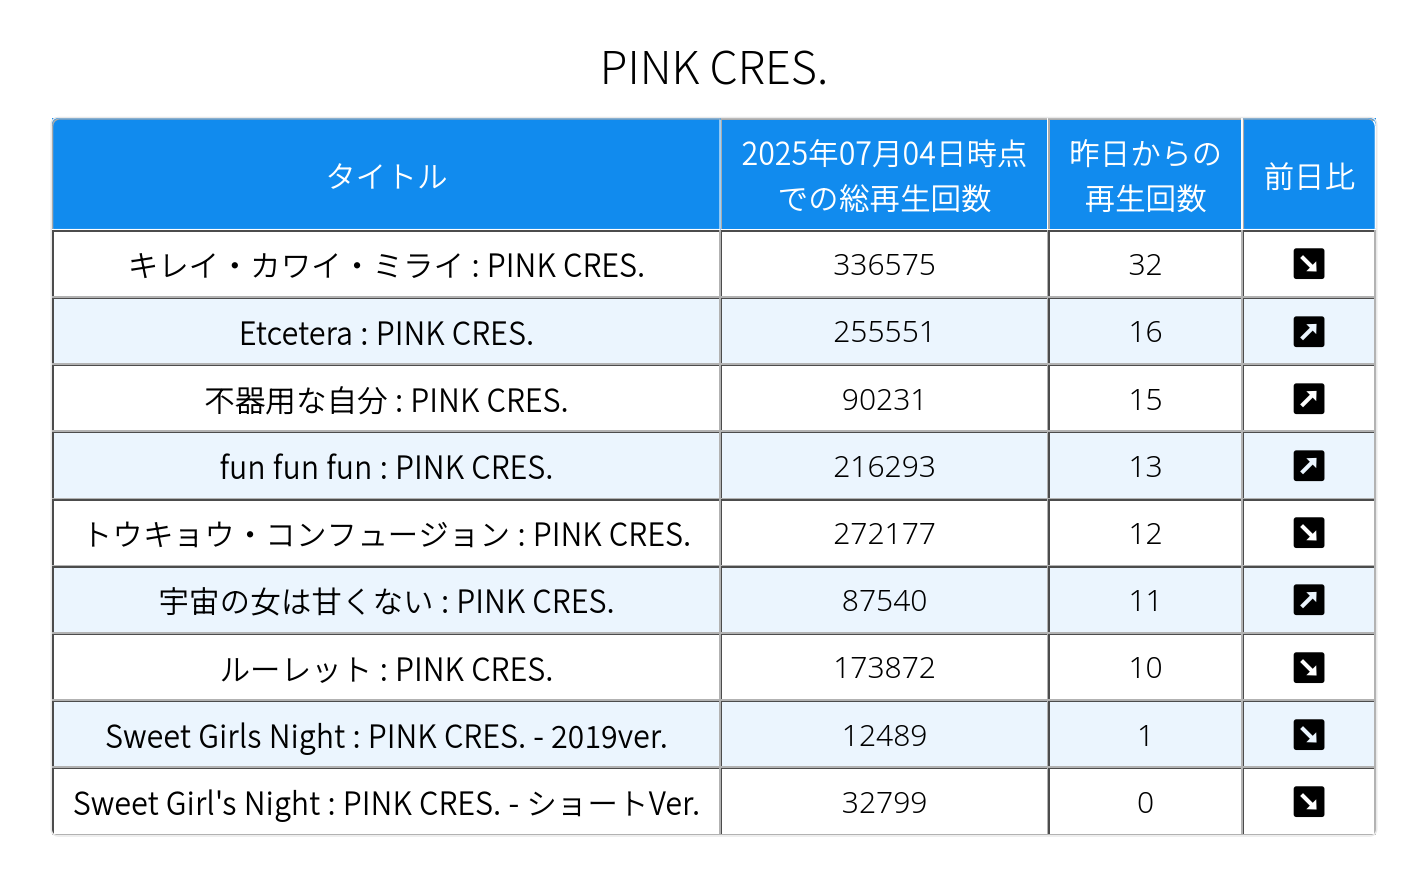 PINK CRES.
タイトル
2025年07月04日時点
での総再生回数
昨日からの
再生回数
前日比
キレイ・カワイ・ミライ : PINK CRES. 336575 32
Etcetera : PINK CRES. 255551 16
不器用な自分 : PINK CRES. 90231 15
fun fun fun : PINK CRES. 216293 13
トウキョウ・コンフュージョン : PINK CRES. 272177 12
宇宙の女は甘くない : PINK CRES. 87540 11
ルーレット : PINK CRES. 173872 10
Sweet Girls Night : PINK CRES. - 2019ver. 12489 1
Sweet Girl's Night : PINK CRES. - ショートVer. 32799 0